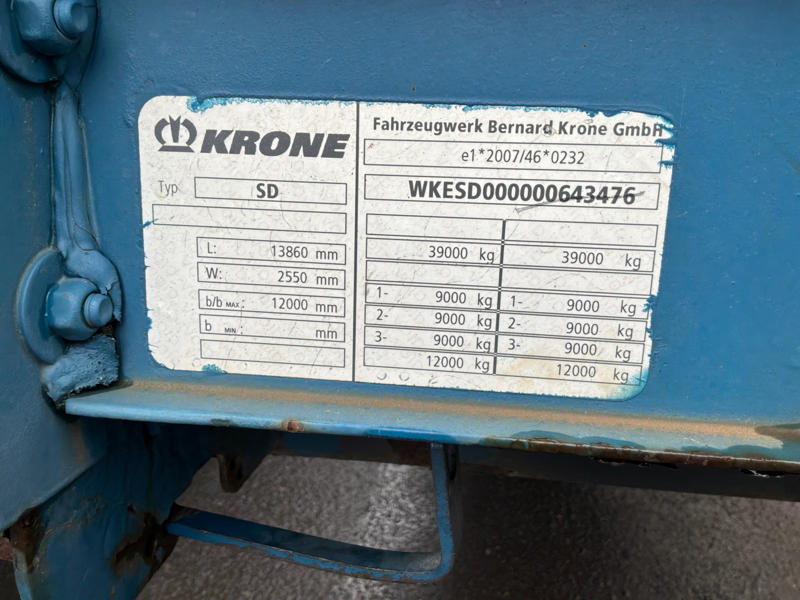 KRONE
Typ SD
L: 13860 mm
W: 2550 mm
b/b MAX: 12000 mm
b MIN: mm
Fahrzeugwerk Bernard Krone GmbH
e1*2007/46*0232
WKESD000000643476
39000 kg 39000 kg
1- 9000 kg 1- 9000 kg
2- 9000 kg 2- 9000 kg
3- 9000 kg 3- 9000 kg
12000 kg 12000 kg